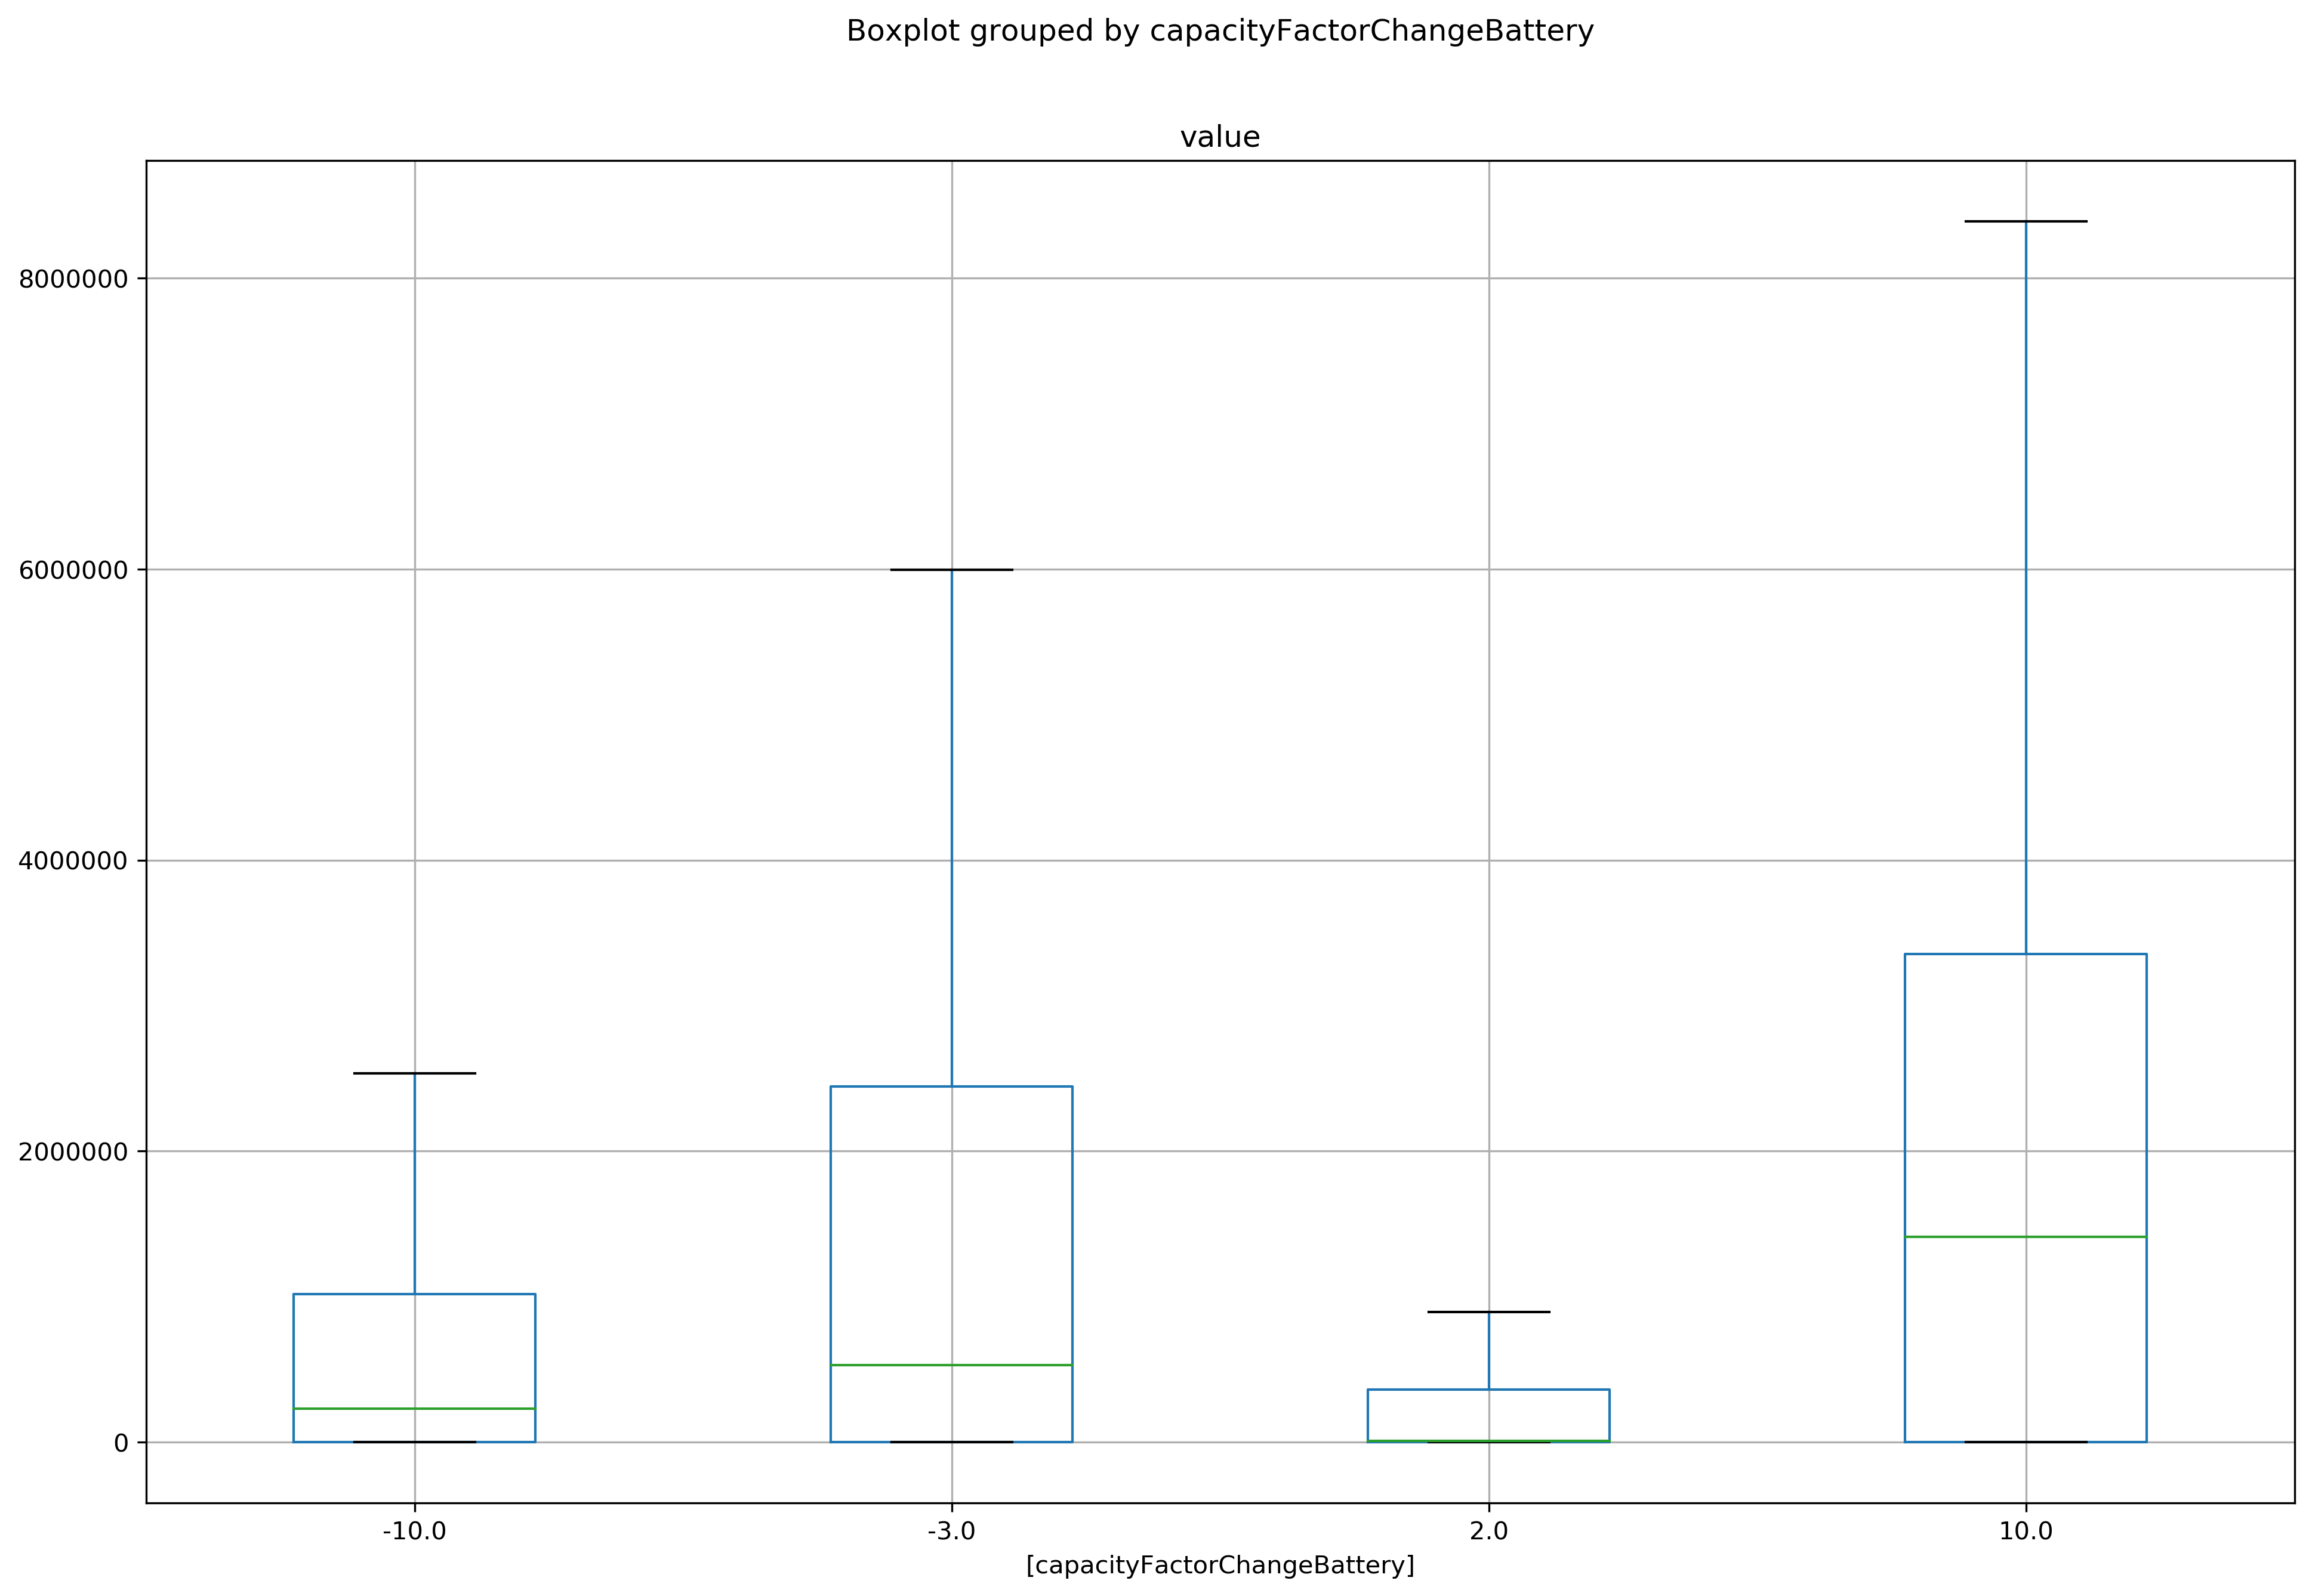 Boxplot grouped by capacityFactorChangeBattery
value
8000000
6000000
4000000
2000000
0
-10.0 -3.0 2.0 10.0
[capacityFactorChangeBattery]